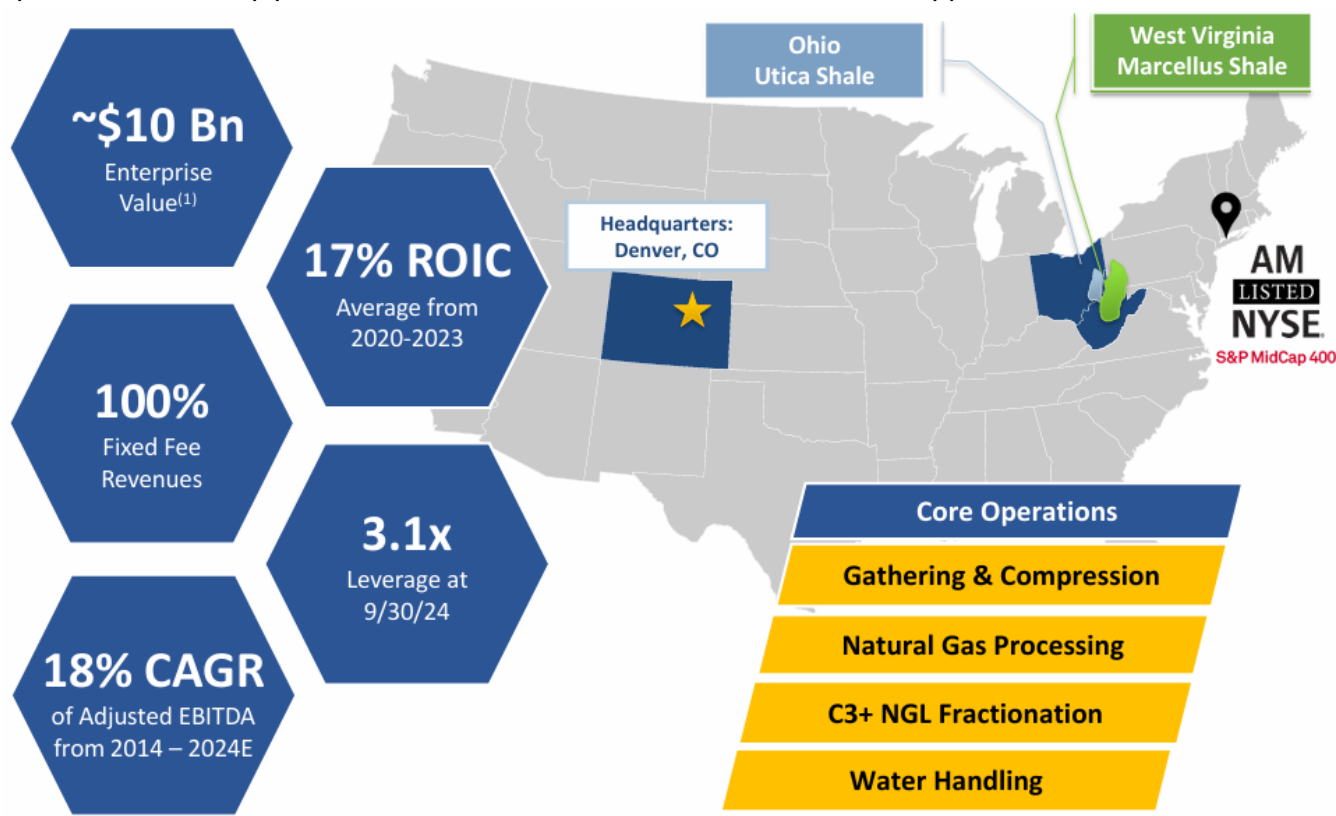 Ohio
Utica Shale
West Virginia
Marcellus Shale
~$10 Bn
Enterprise
Value(1)
17% ROIC
Average from
2020-2023
Headquarters:
Denver, CO
AM
LISTED
NYSE
S&P MidCap 400
100%
Fixed Fee
Revenues
3.1x
Leverage at
9/30/24
18% CAGR
of Adjusted EBITDA
from 2014 – 2024E
Core Operations
Gathering & Compression
Natural Gas Processing
C3+ NGL Fractionation
Water Handling